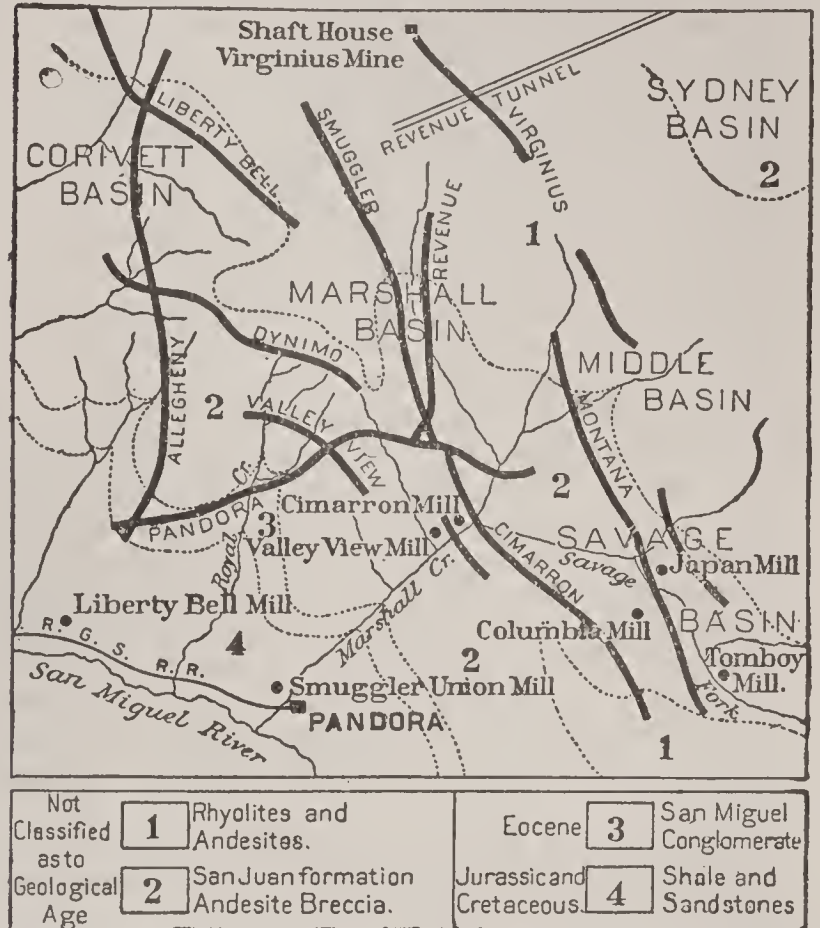 Shaft House
Virginius Mine
REVENUE TUNNEL
VIRGINIUS
SYDNEY
BASIN
2
LIBERTY BELL
SMUGGLER
CORIVETT
BASIN
REVENUE
1
MARSHALL
BASIN
DYNIMO
MIDDLE
BASIN
ALLEGHENY
2
VALLEY VIEW
MONTANA
2
PANDORA
Cr.
Royal
3
Cimarron Mill
Valley View Mill
CIMARRON
SAVAGE
BASIN
Savage
Fork
Japan Mill
Liberty Bell Mill
Marshall Cr.
Columbia Mill
Tomboy
Mill.
R. G. S. R. R.
4
2
San Miguel River
Smuggler Union Mill
PANDORA
1
Not
Classified
as to
Geological
Age
1 Rhyolites and
Andesites.
2 San Juan formation
Andesite Breccia.
Eocene 3 San Miguel
Conglomerate
Jurassic and
Cretaceous. 4 Shale and
Sandstones